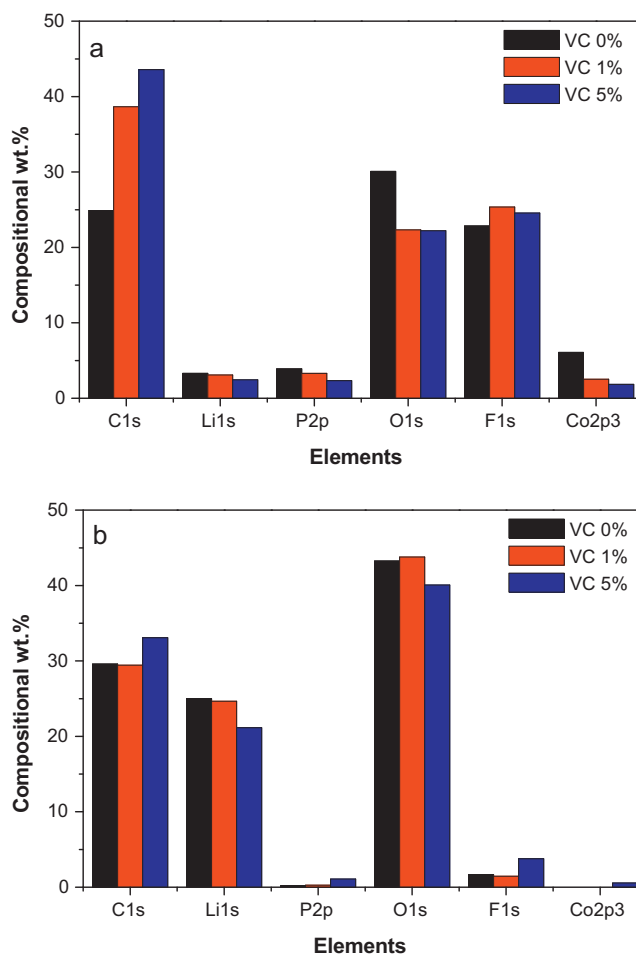 a
VC 0%
VC 1%
VC 5%
50
40
30
20
10
0
Compositional wt.%
C1s Li1s P2p O1s F1s Co2p3
Elements
b
VC 0%
VC 1%
VC 5%
50
40
30
20
10
0
Compositional wt.%
C1s Li1s P2p O1s F1s Co2p3
Elements